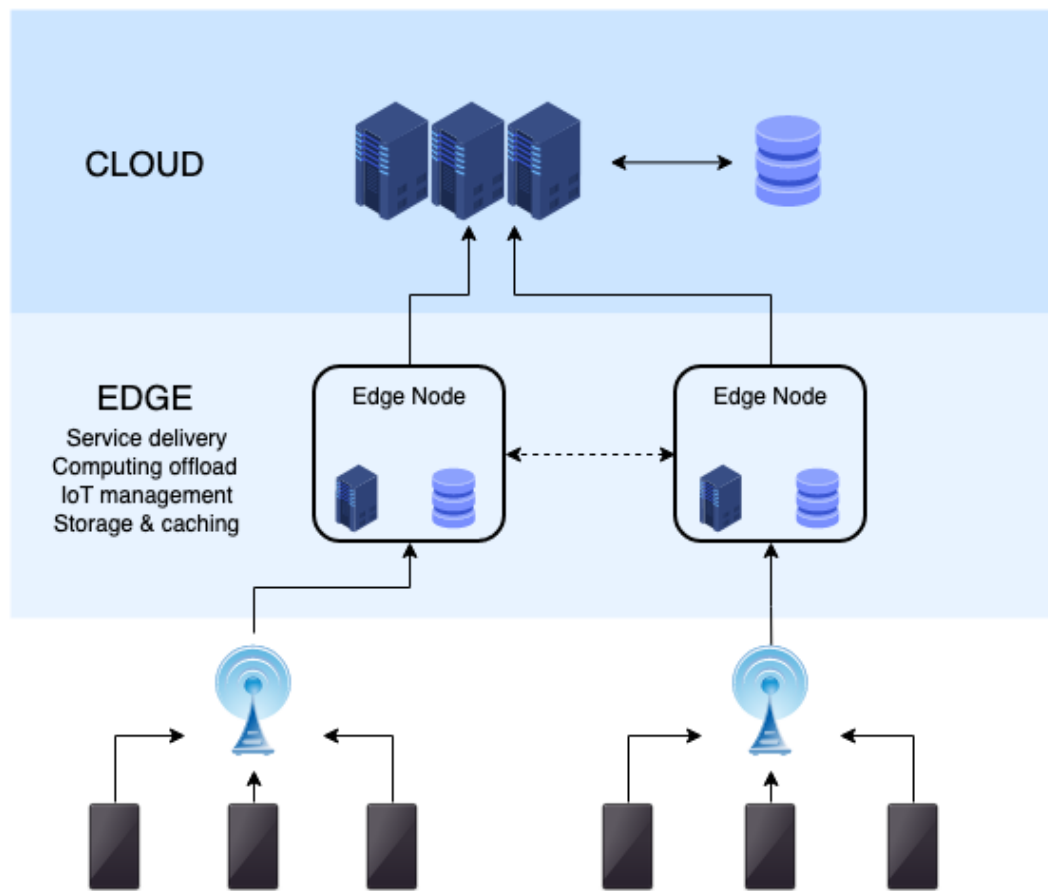 CLOUD
EDGE
Service delivery
Computing offload
IoT management
Storage & caching
Edge Node
Edge Node